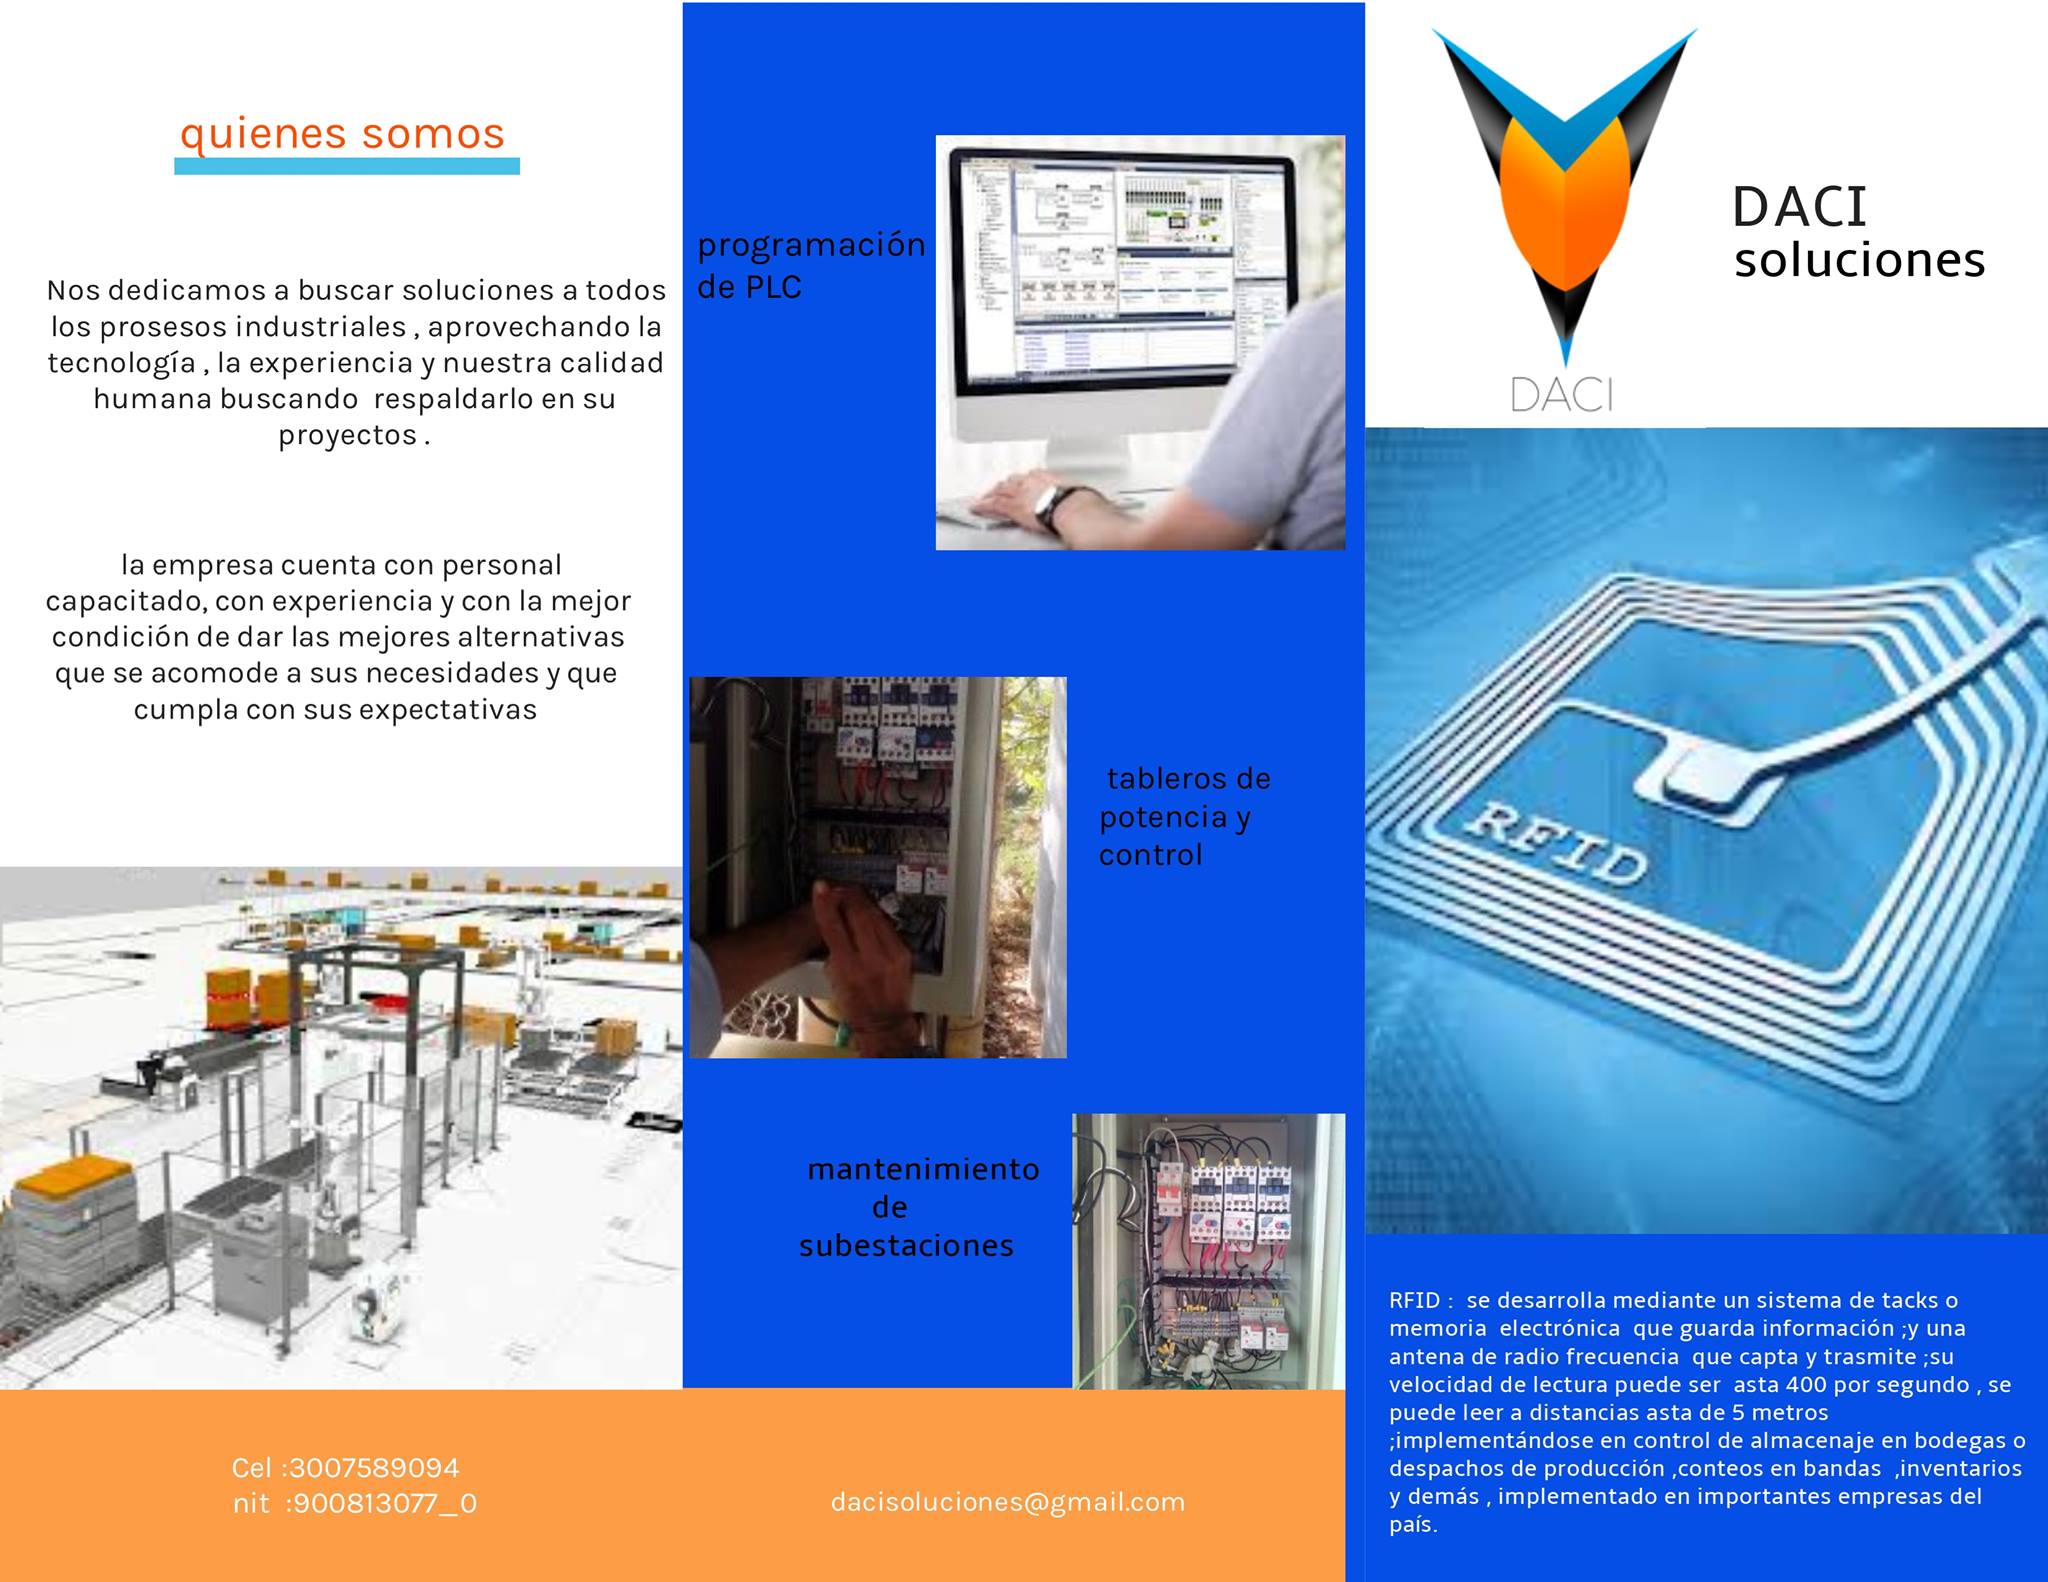 quienes somos
Nos dedicamos a buscar soluciones a todos
los prosesos industriales , aprovechando la
tecnología , la experiencia y nuestra calidad
humana buscando  respaldarlo en su
proyectos .
la empresa cuenta con personal
capacitado, con experiencia y con la mejor
condición de dar las mejores alternativas
que se acomode a sus necesidades y que
cumpla con sus expectativas
Cel :3007589094
nit  :900813077_0
programación
de PLC
tableros de
potencia y
control
mantenimiento
de
subestaciones
dacisoluciones@gmail.com
DACI
soluciones
DACI
RFID
RFID :  se desarrolla mediante un sistema de tacks o
memoria  electrónica  que guarda información ;y una
antena de radio frecuencia  que capta y trasmite ;su
velocidad de lectura puede ser  asta 400 por segundo , se
puede leer a distancias asta de 5 metros
;implementándose en control de almacenaje en bodegas o
despachos de producción ,conteos en bandas  ,inventarios
y demás , implementado en importantes empresas del
país.